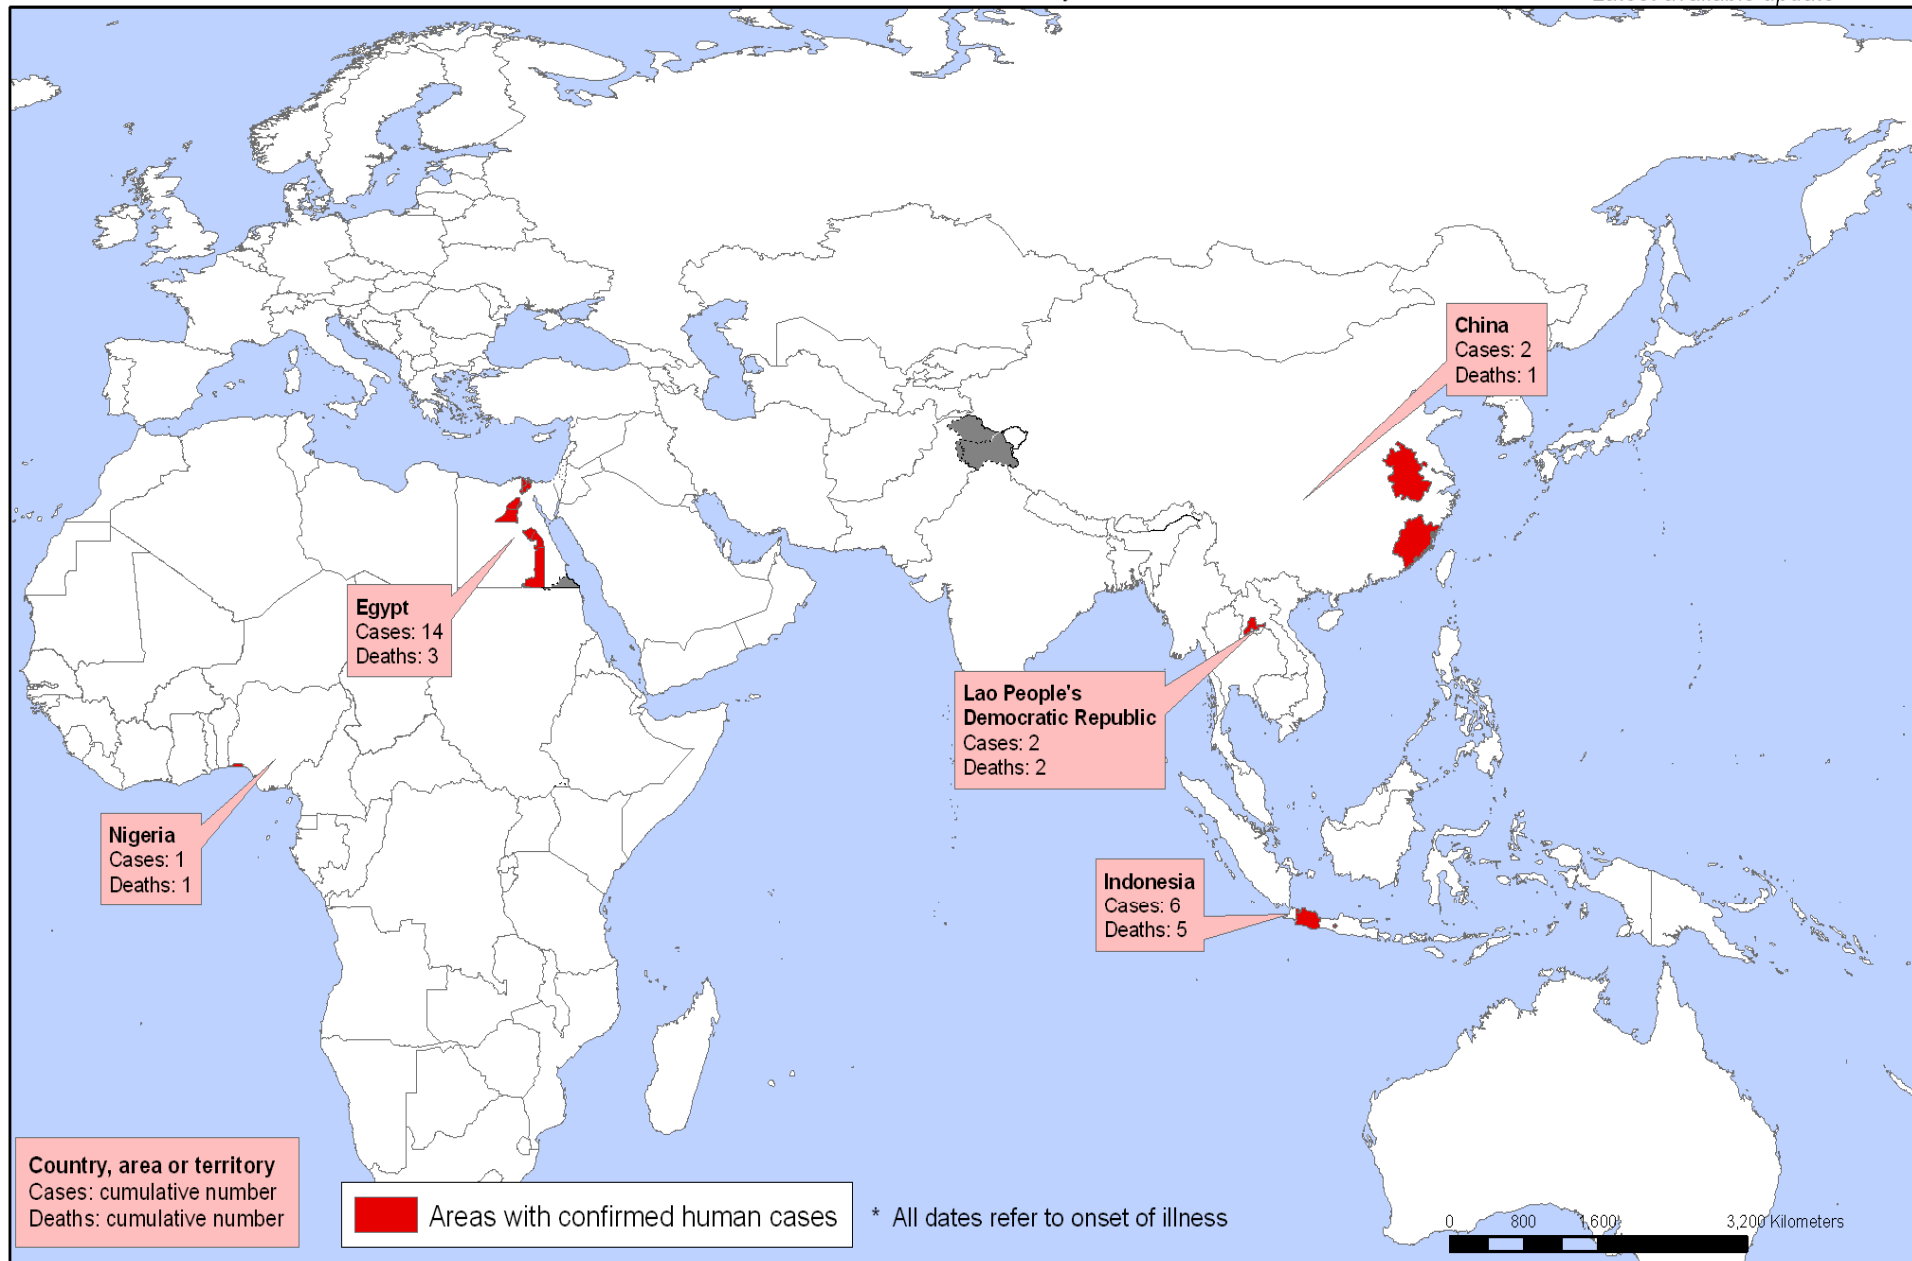 China
Cases: 2
Deaths: 1
Egypt
Cases: 14
Deaths: 3
Lao People's
Democratic Republic
Cases: 2
Deaths: 2
Nigeria
Cases: 1
Deaths: 1
Indonesia
Cases: 6
Deaths: 5
Country, area or territory
Cases: cumulative number
Deaths: cumulative number
Areas with confirmed human cases
* All dates refer to onset of illness
0 800 1,600 3,200 Kilometers